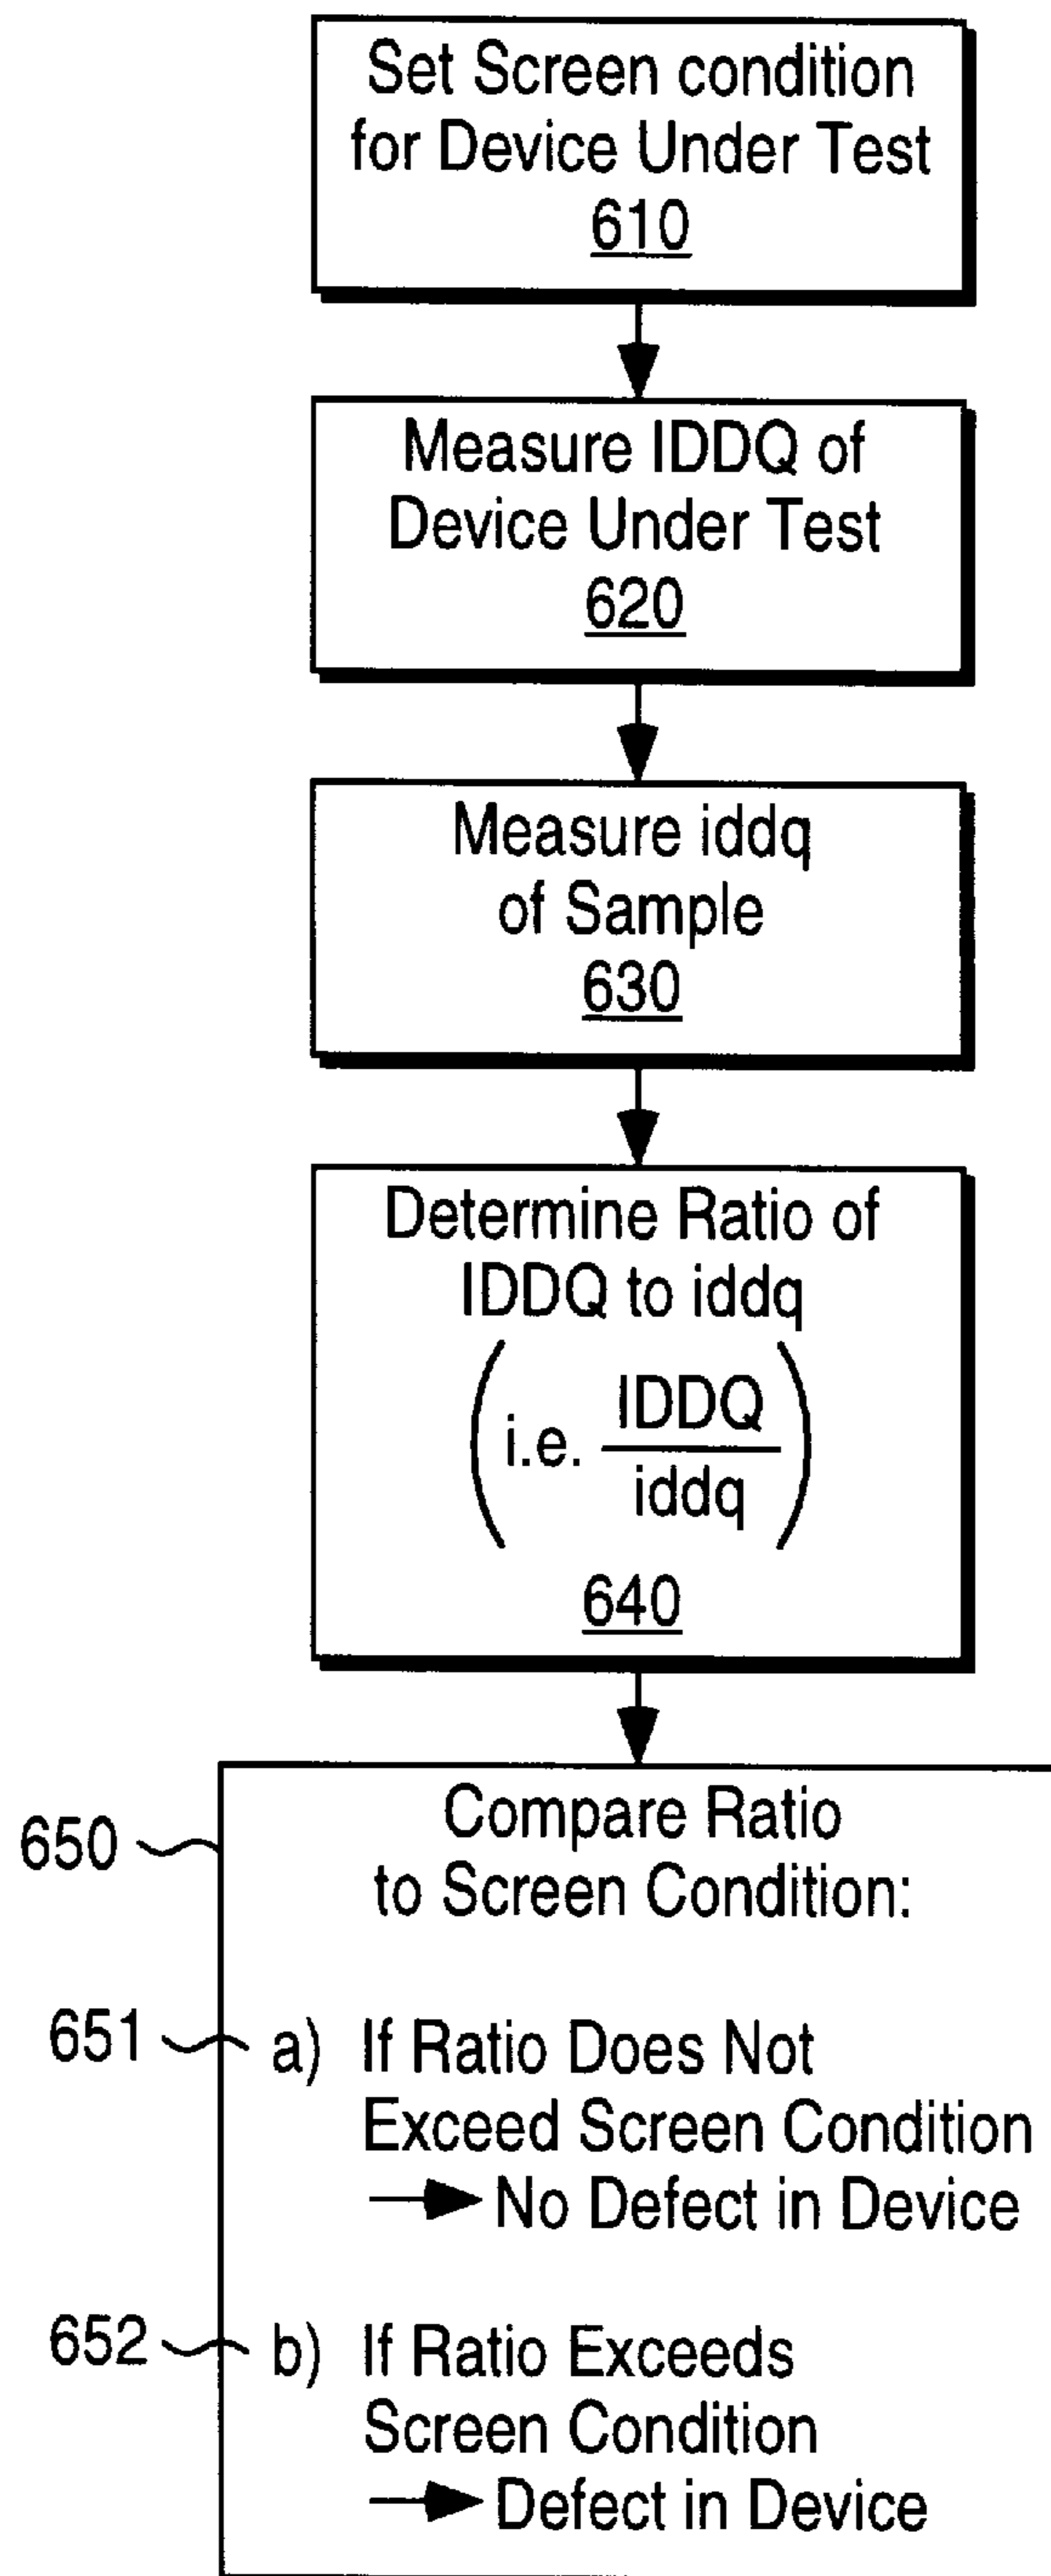 Set Screen condition
for Device Under Test
610
Measure IDDQ of
Device Under Test
620
Measure iddq
of Sample
630
Determine Ratio of
IDDQ to iddq
(i.e. IDDQ
iddq)
640
650
Compare Ratio
to Screen Condition:
651 a) If Ratio Does Not
Exceed Screen Condition
→ No Defect in Device
652 b) If Ratio Exceeds
Screen Condition
→ Defect in Device